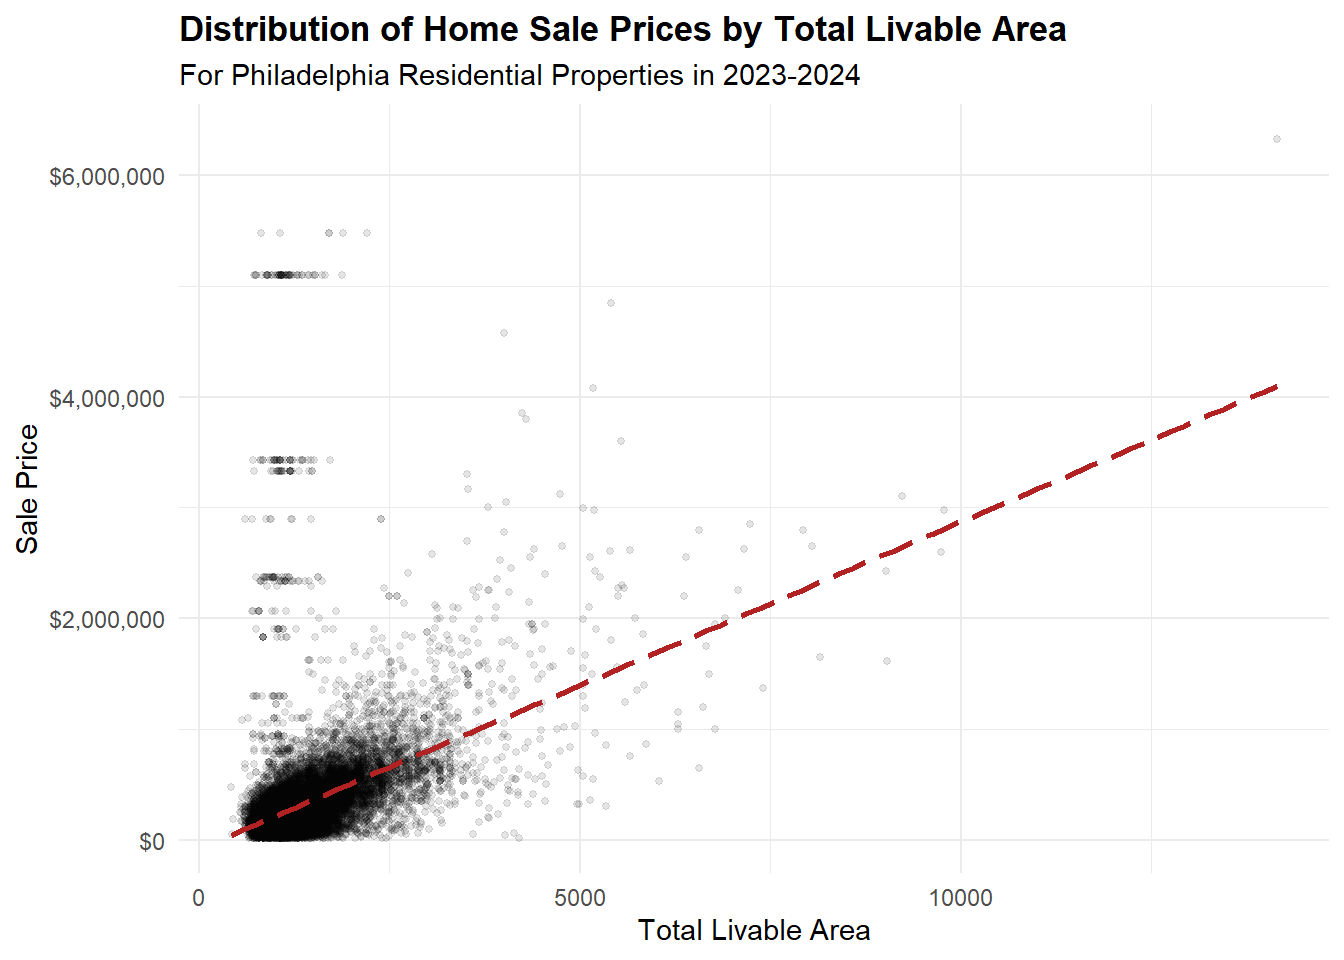 Distribution of Home Sale Prices by Total Livable Area
For Philadelphia Residential Properties in 2023-2024
$6,000,000
$4,000,000
$2,000,000
$0
Sale Price
0
5000
10000
Total Livable Area